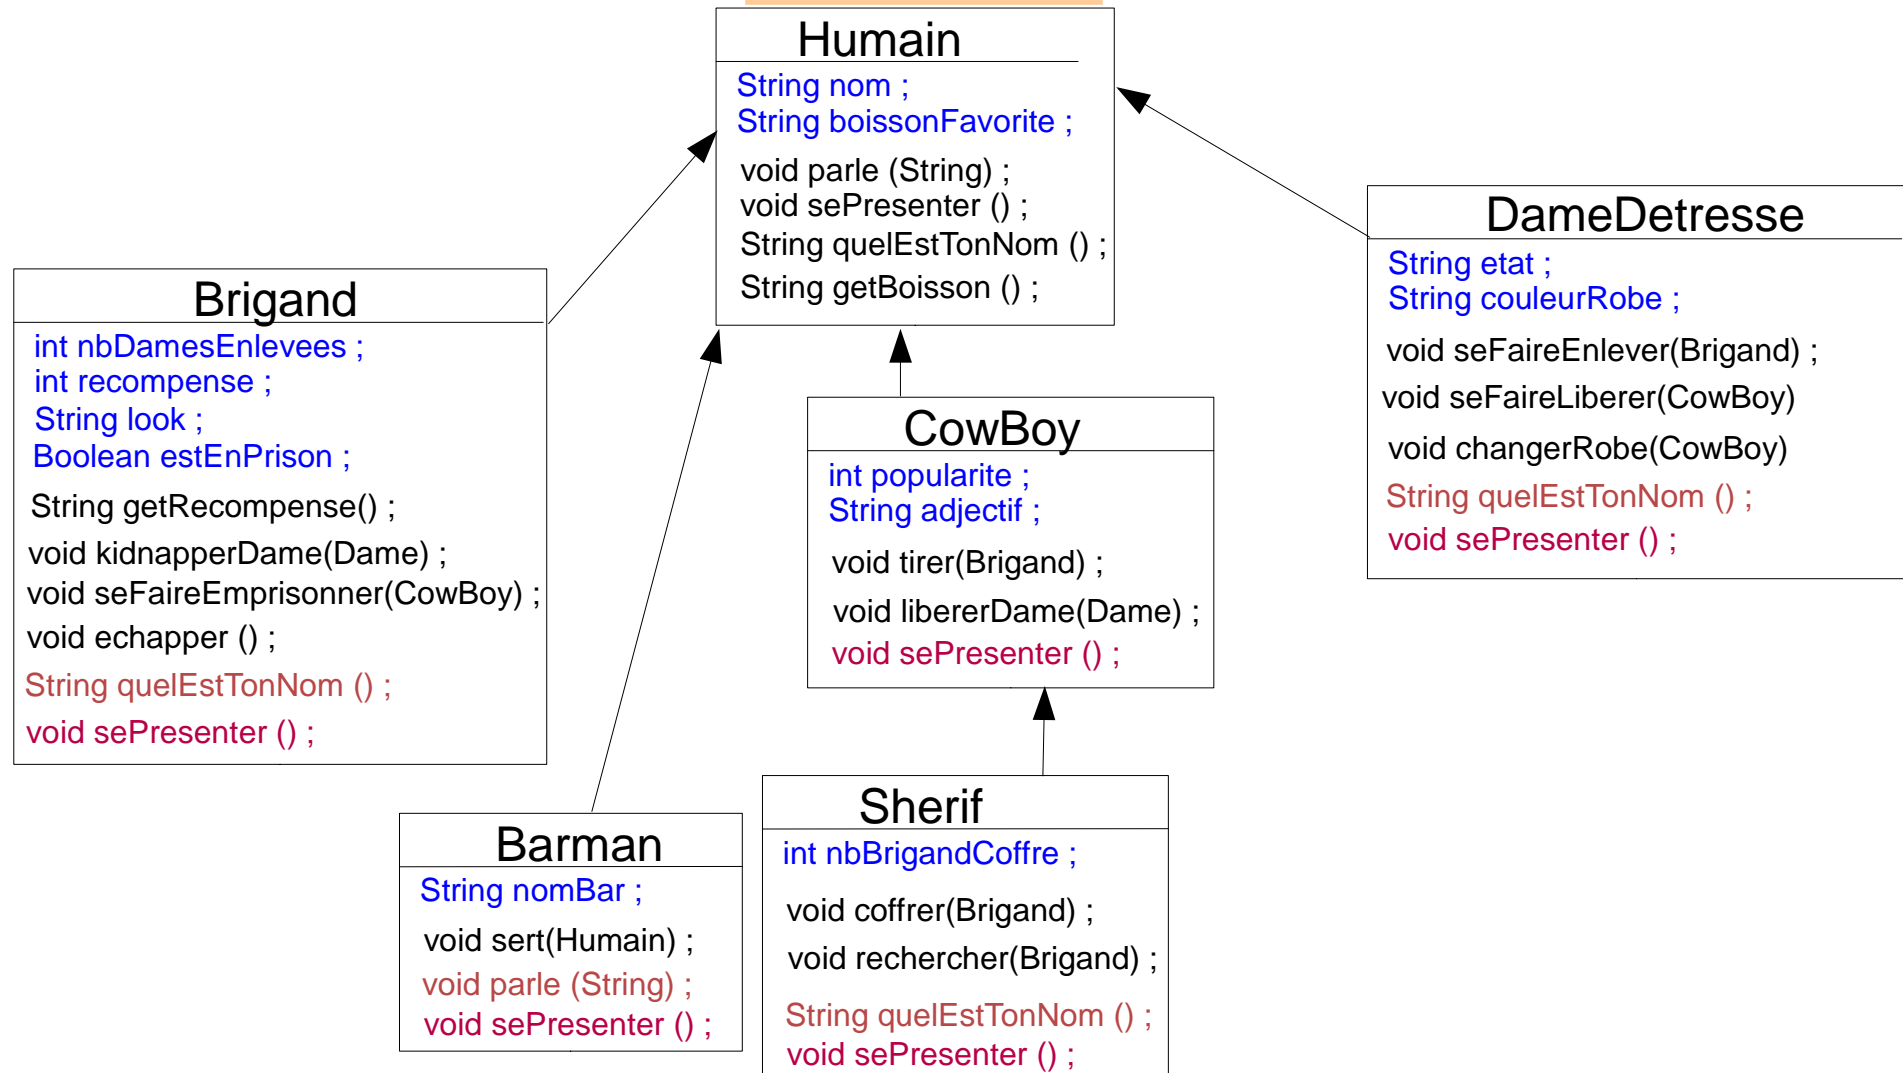 Humain
String nom ;
String boissonFavorite ;
void parle (String) ;
void sePresenter () ;
String quelEstTonNom () ;
String getBoisson () ;
DameDetresse
String etat ;
String couleurRobe ;
void seFaireEnlever(Brigand) ;
void seFaireLiberer(CowBoy)
void changerRobe(CowBoy)
String quelEstTonNom () ;
void sePresenter () ;
Brigand
int nbDamesEnlevees ;
int recompense ;
String look ;
Boolean estEnPrison ;
String getRecompense() ;
void kidnapperDame(Dame) ;
void seFaireEmprisonner(CowBoy) ;
void echapper () ;
String quelEstTonNom () ;
void sePresenter () ;
CowBoy
int popularite ;
String adjectif ;
void tirer(Brigand) ;
void libererDame(Dame) ;
void sePresenter () ;
Barman
String nomBar ;
void sert(Humain) ;
void parle (String) ;
void sePresenter () ;
Sherif
int nbBrigandCoffre ;
void coffrer(Brigand) ;
void rechercher(Brigand) ;
String quelEstTonNom () ;
void sePresenter () ;